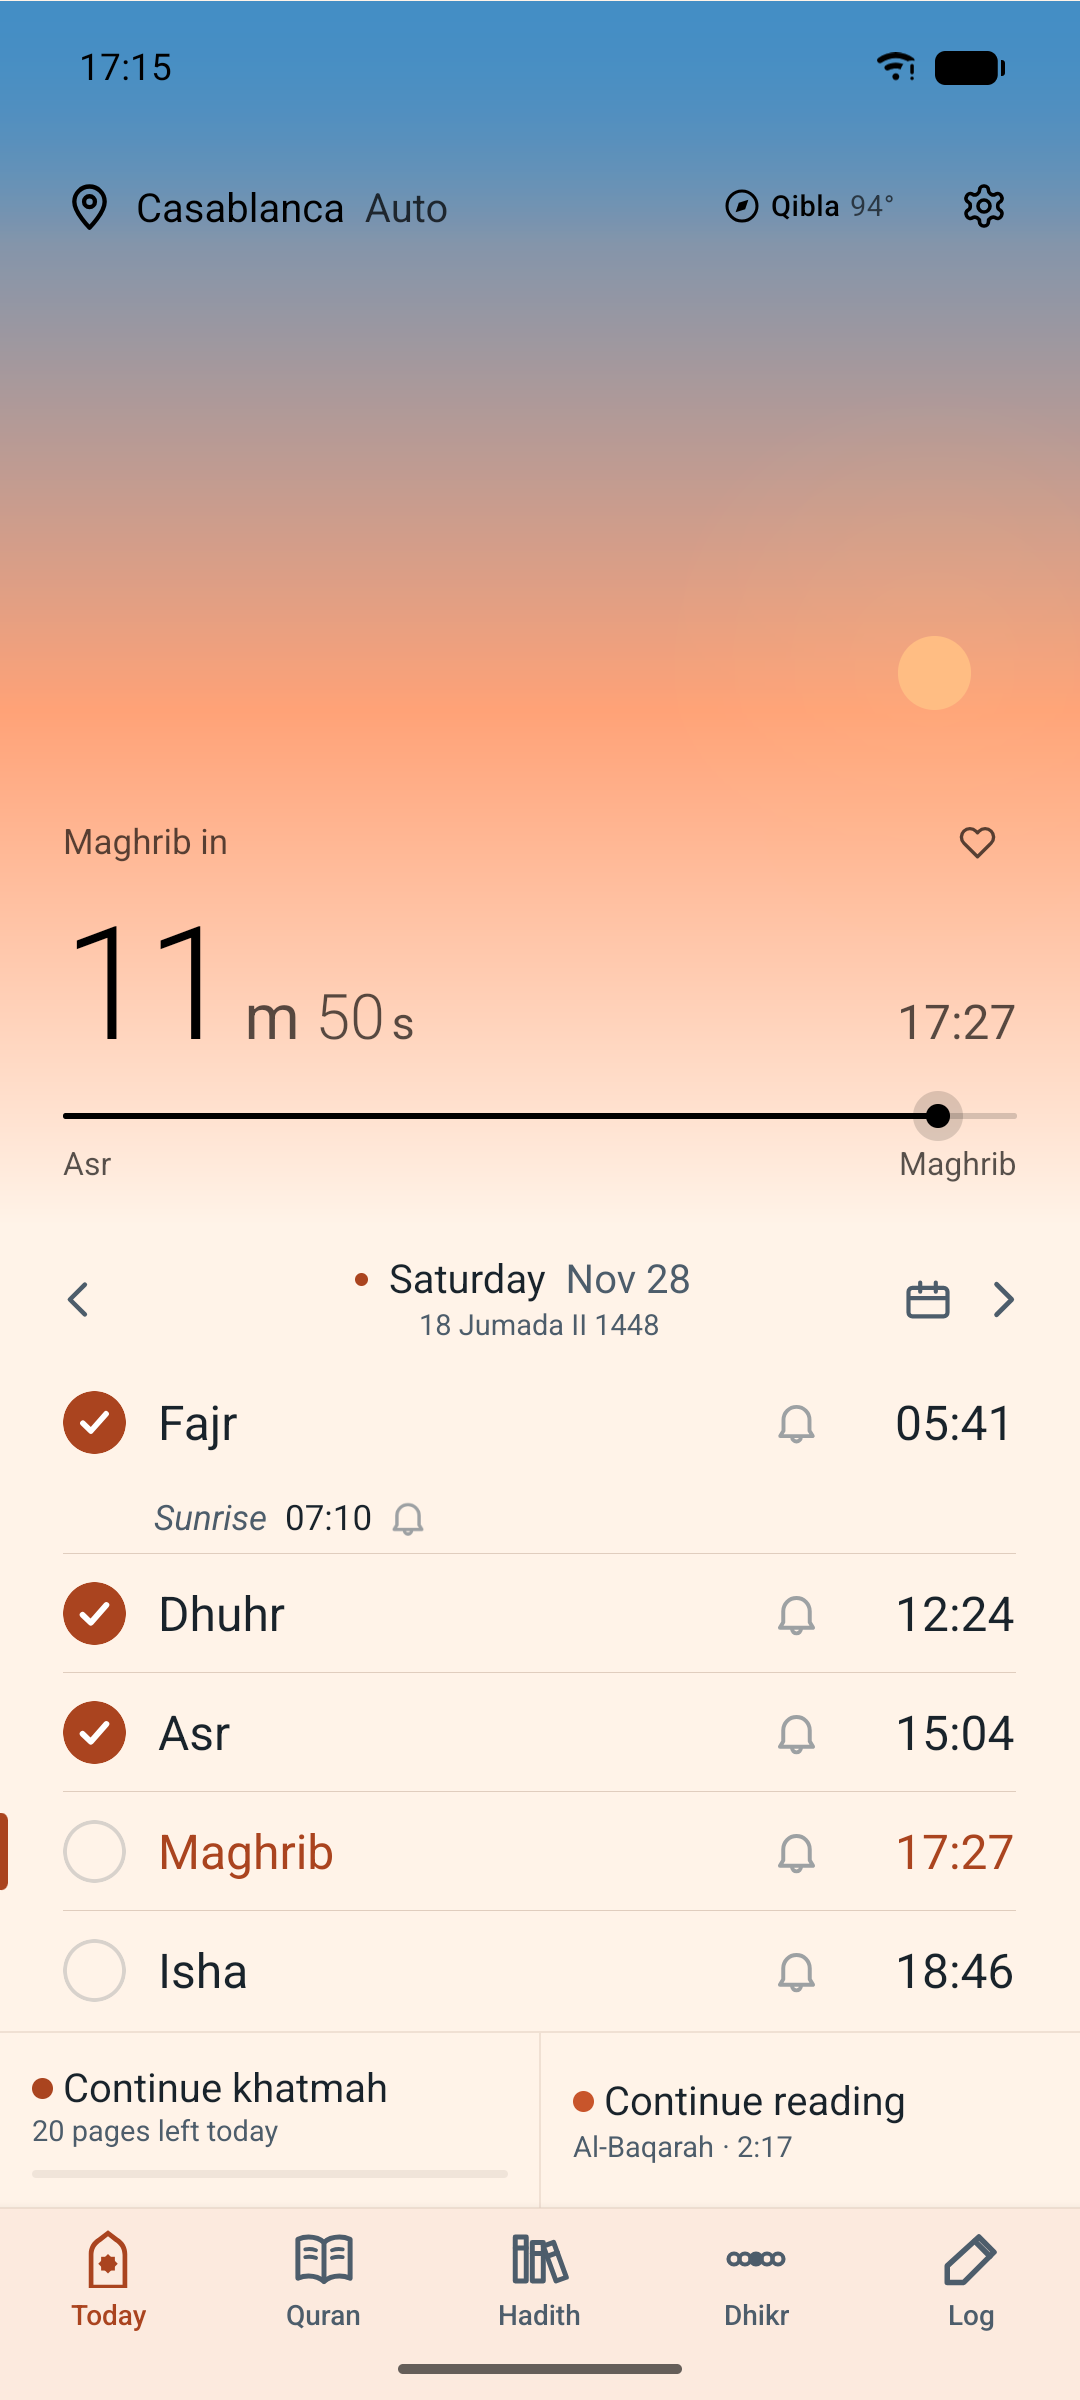 17:15
Casablanca Auto
Qibla 94°
Maghrib in
11 m 50 s
17:27
Asr
Maghrib
Saturday Nov 28
18 Jumada II 1448
Fajr 05:41
Sunrise 07:10
Dhuhr 12:24
Asr 15:04
Maghrib 17:27
Isha 18:46
Continue khatmah
20 pages left today
Continue reading
Al-Baqarah · 2:17
Today
Quran
Hadith
Dhikr
Log